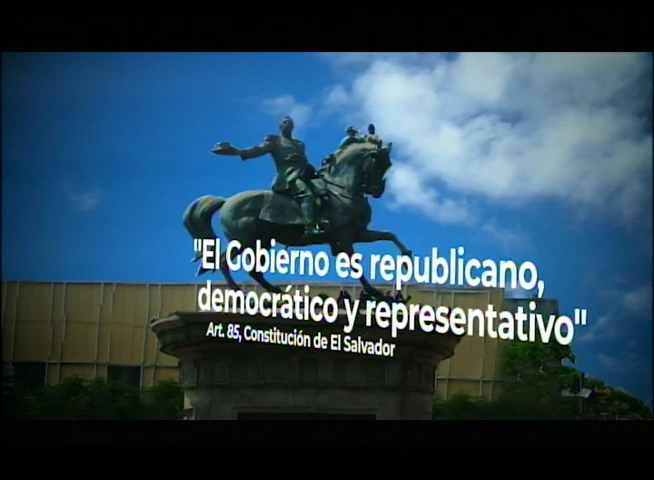 "El Gobierno es republicano,
democrático y representativo"
Art. 85, Constitución de El Salvador